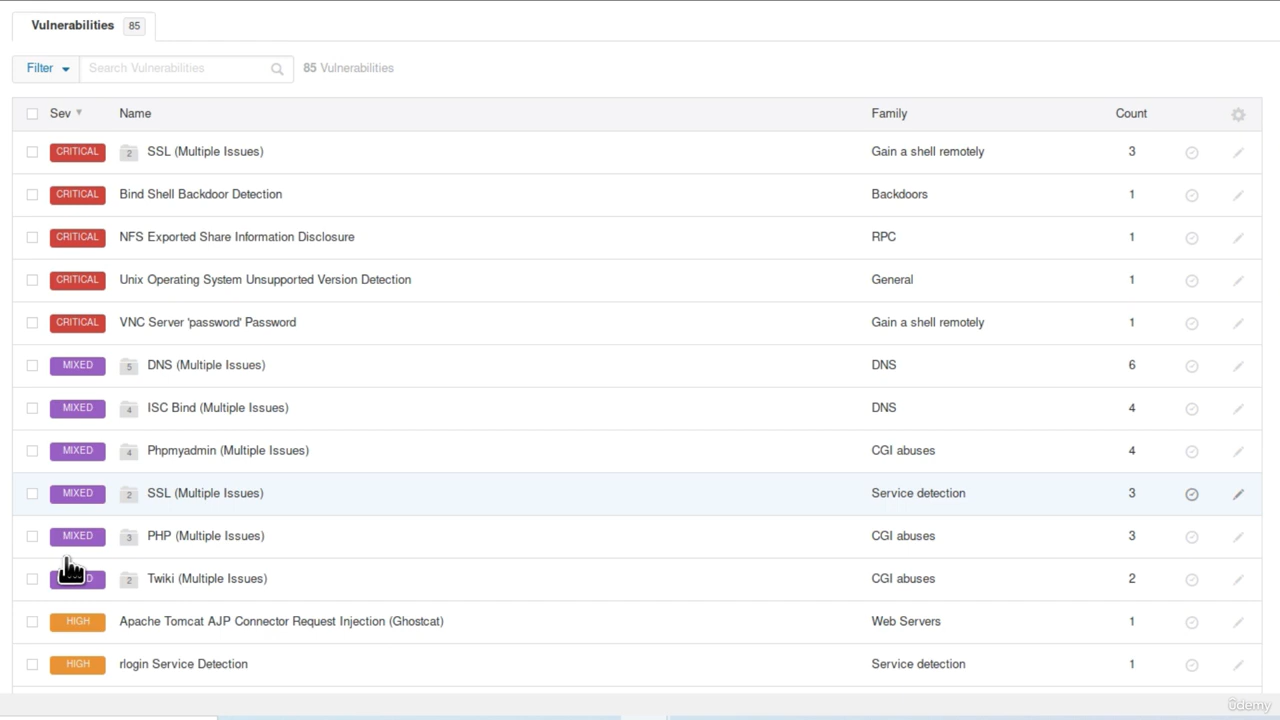 Vulnerabilities 85
Filter Search Vulnerabilities 85 Vulnerabilities
Sev Name Family Count
CRITICAL 2 SSL (Multiple Issues) Gain a shell remotely 3
CRITICAL Bind Shell Backdoor Detection Backdoors 1
CRITICAL NFS Exported Share Information Disclosure RPC 1
CRITICAL Unix Operating System Unsupported Version Detection General 1
CRITICAL VNC Server 'password' Password Gain a shell remotely 1
MIXED 5 DNS (Multiple Issues) DNS 6
MIXED 4 ISC Bind (Multiple Issues) DNS 4
MIXED 4 Phpmyadmin (Multiple Issues) CGI abuses 4
MIXED 2 SSL (Multiple Issues) Service detection 3
MIXED 3 PHP (Multiple Issues) CGI abuses 3
2 Twiki (Multiple Issues) CGI abuses 2
HIGH Apache Tomcat AJP Connector Request Injection (Ghostcat) Web Servers 1
HIGH rlogin Service Detection Service detection 1
ûdemy